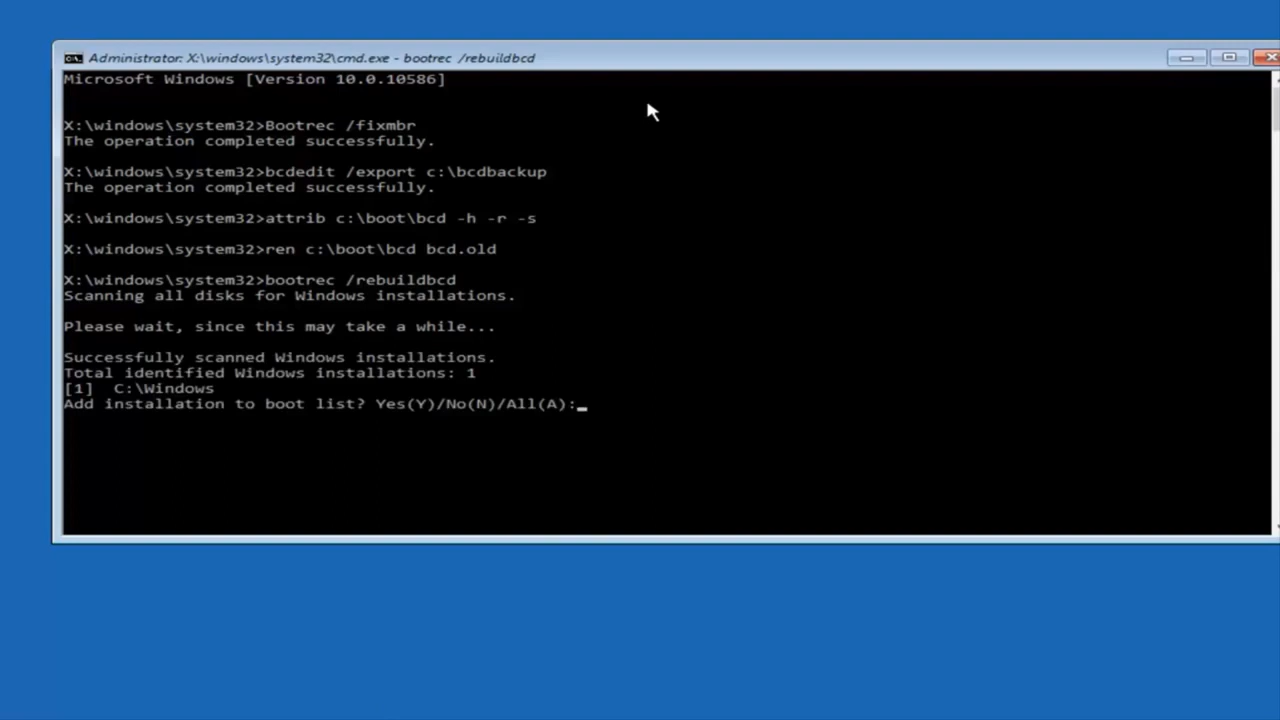 Administrator: X:\windows\system32\cmd.exe - bootrec /rebuildbcd
Microsoft Windows [Version 10.0.10586]
X:\windows\system32>Bootrec /fixmbr
The operation completed successfully.
X:\windows\system32>bcdedit /export c:\bcdbackup
The operation completed successfully.
X:\windows\system32>attrib c:\boot\bcd -h -r -s
X:\windows\system32>ren c:\boot\bcd bcd.old
X:\windows\system32>bootrec /rebuildbcd
Scanning all disks for Windows installations.
Please wait, since this may take a while...
Successfully scanned Windows installations.
Total identified Windows installations: 1
[1]  C:\Windows
Add installation to boot list? Yes(Y)/No(N)/All(A):